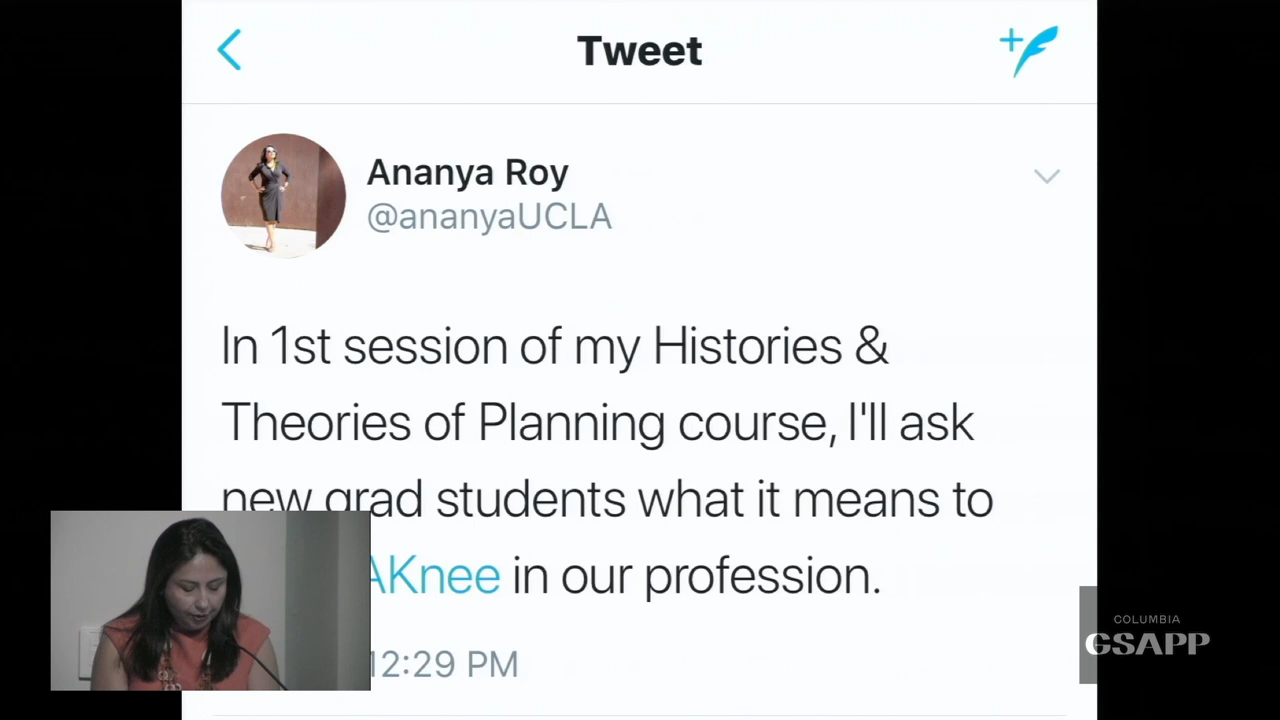 Tweet
Ananya Roy
@ananyaUCLA
In 1st session of my Histories &
Theories of Planning course, I'll ask
new grad students what it means to
AKnee in our profession.
12:29 PM
COLUMBIA
GSAPP